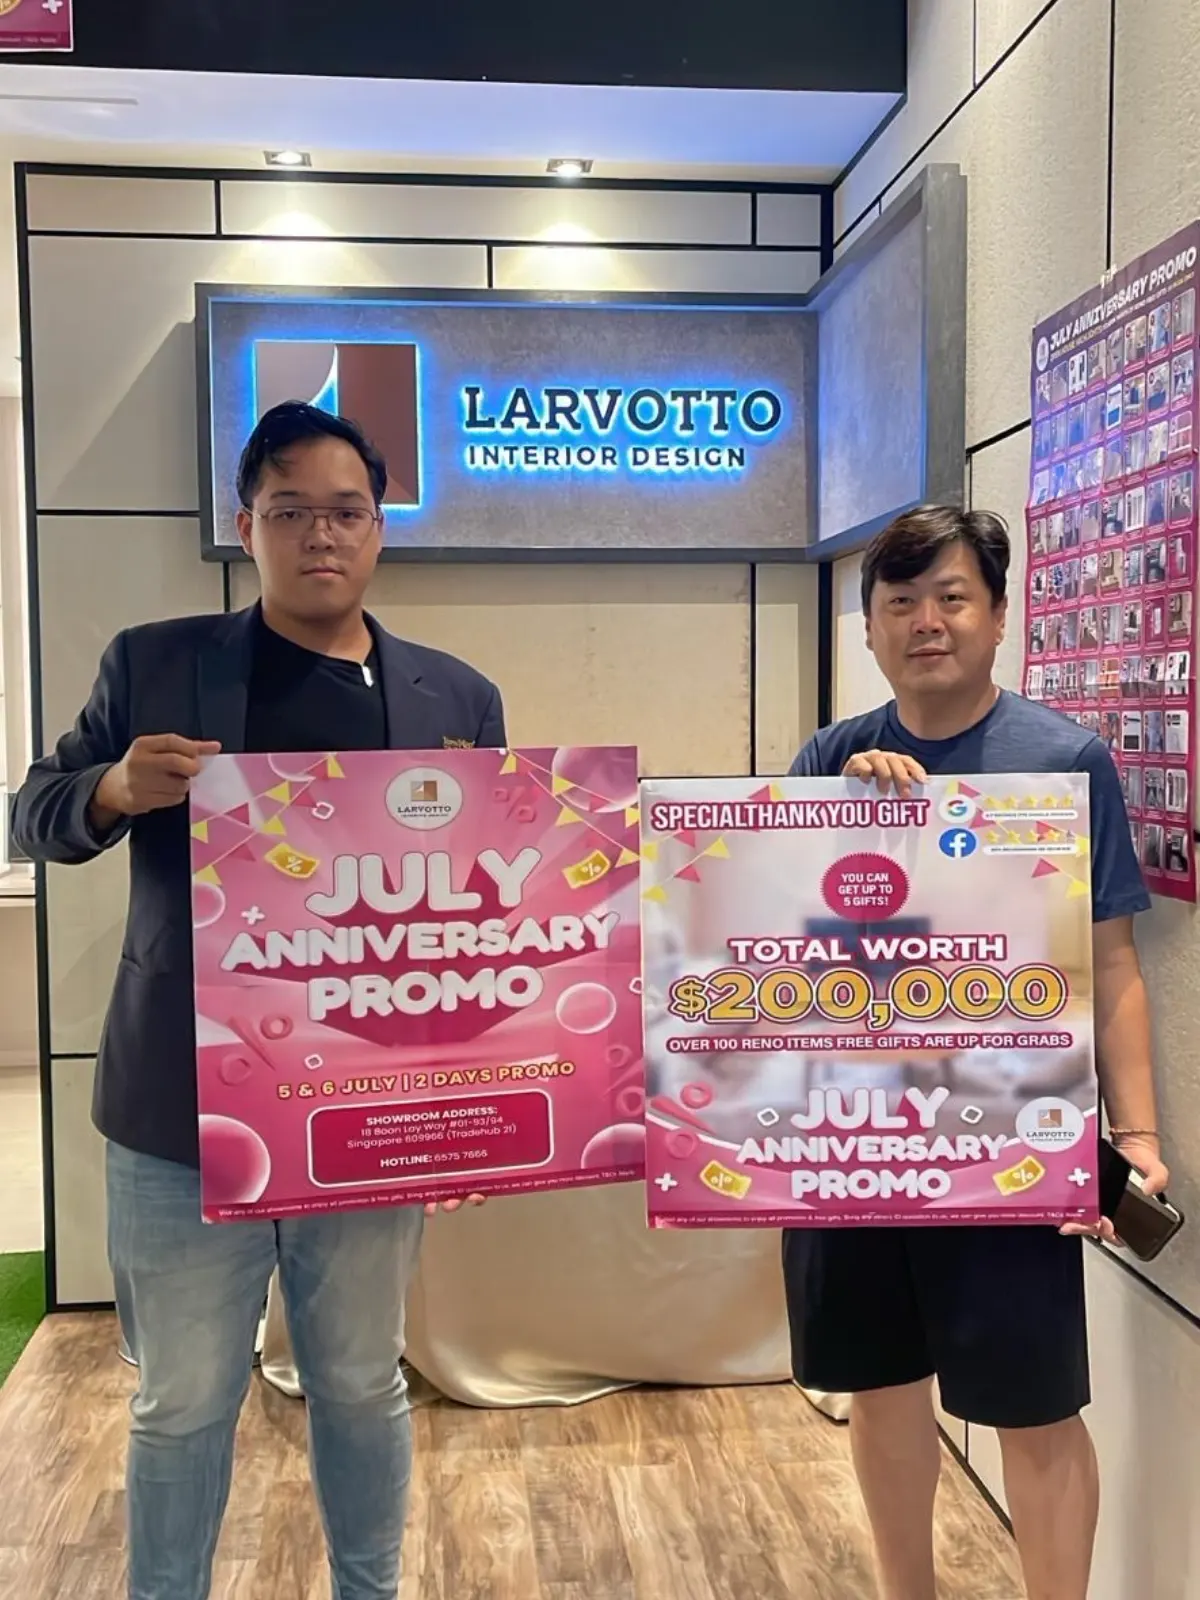 LARVOTTO
INTERIOR DESIGN
JULY ANNIVERSARY PROMO
LARVOTTO
INTERIOR DESIGN
JULY
ANNIVERSARY
PROMO
5 & 6 JULY | 2 DAYS PROMO
SHOWROOM ADDRESS:
18 Boon Lay Way #01-93/94
Singapore 609966 (Tradehub 21)
HOTLINE: 6575 7666
SPECIALTHANK YOU GIFT
YOU CAN
GET UP TO
5 GIFTS!
TOTAL WORTH
$200,000
OVER 100 RENO ITEMS FREE GIFTS ARE UP FOR GRABS
JULY
ANNIVERSARY
PROMO
LARVOTTO